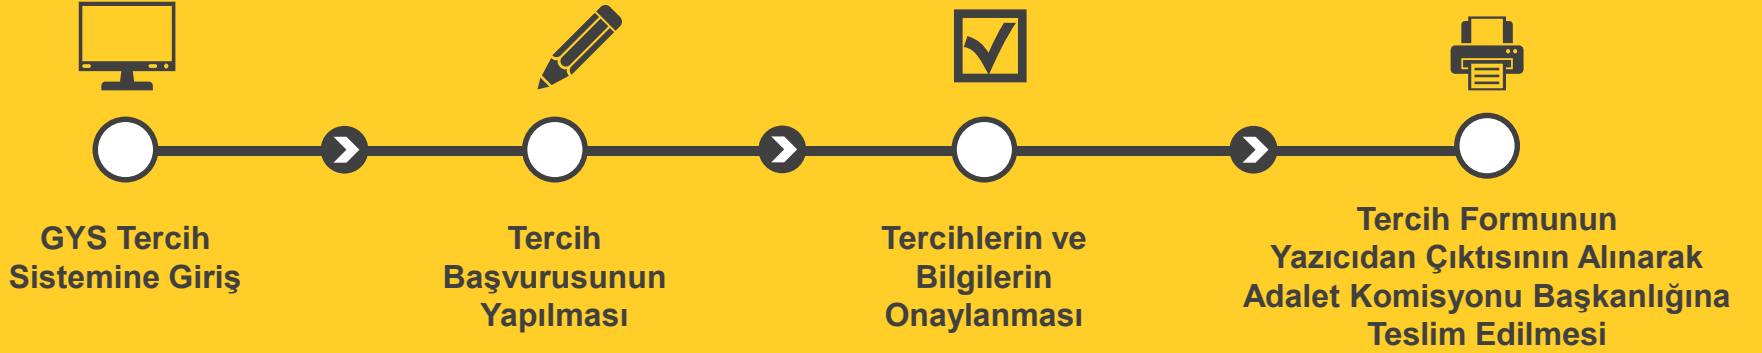 GYS Tercih
Sistemine Giriş
Tercih
Başvurusunun
Yapılması
Tercihlerin ve
Bilgilerin
Onaylanması
Tercih Formunun
Yazıcıdan Çıktısının Alınarak
Adalet Komisyonu Başkanlığına
Teslim Edilmesi